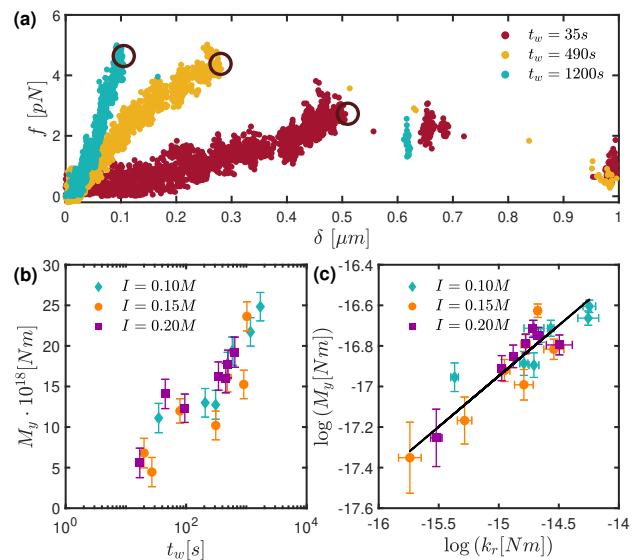 (a)
6
4
2
0
f [pN]
t_w = 35s
t_w = 490s
t_w = 1200s
0 0.1 0.2 0.3 0.4 0.5 0.6 0.7 0.8 0.9 1
δ [μm]
(b)
30
25
20
15
10
5
0
M_y · 10^18 [Nm]
I = 0.10M
I = 0.15M
I = 0.20M
10^0 10^2 10^4
t_w[s]
(c)
-16.4
-16.6
-16.8
-17
-17.2
-17.4
-17.6
log (M_y[Nm])
I = 0.10M
I = 0.15M
I = 0.20M
-16 -15.5 -15 -14.5 -14
log (k_r[Nm])